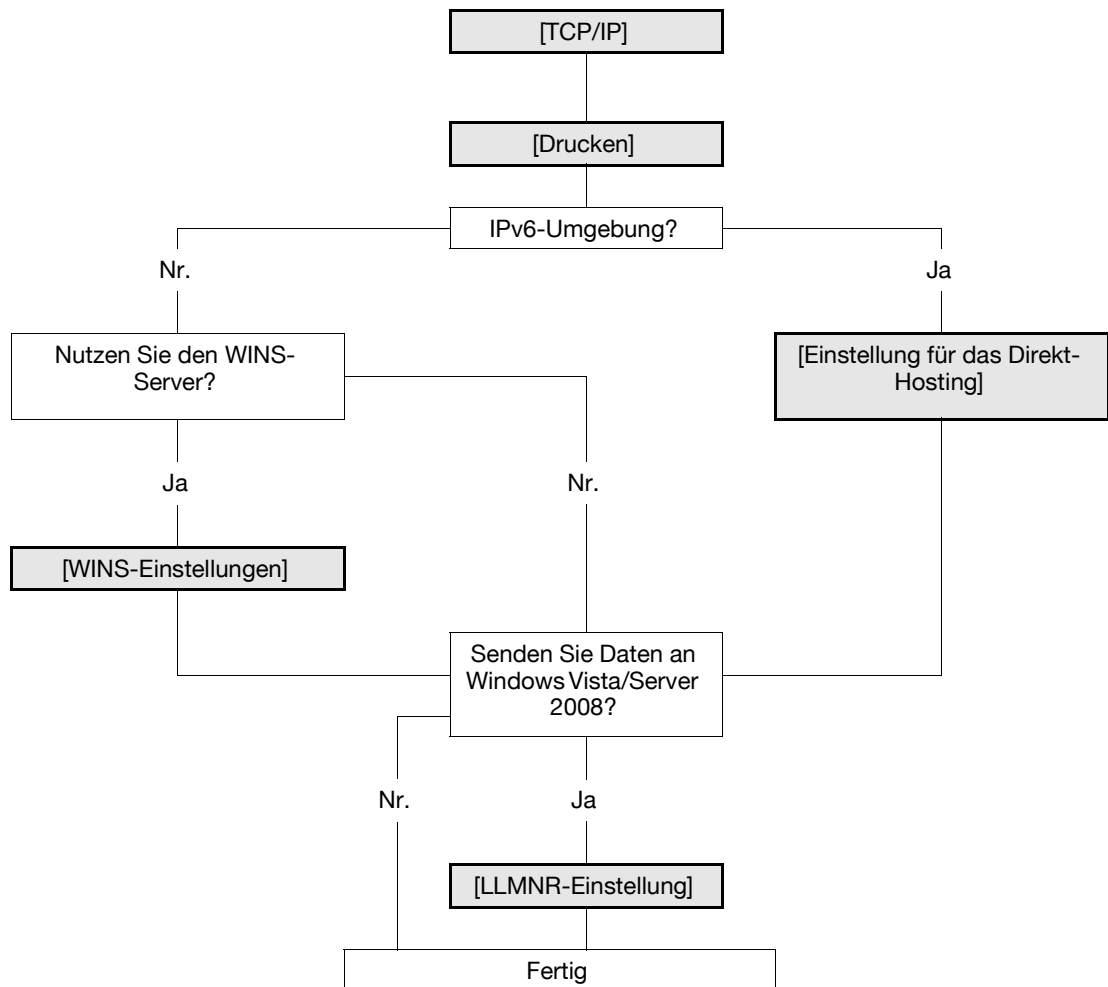 [TCP/IP]
[Drucken]
IPv6-Umgebung?
Nr.
Ja
Nutzen Sie den WINS-
Server?
[Einstellung für das Direkt-
Hosting]
Ja
Nr.
[WINS-Einstellungen]
Senden Sie Daten an
Windows Vista/Server
2008?
Nr.
Ja
[LLMNR-Einstellung]
Fertig